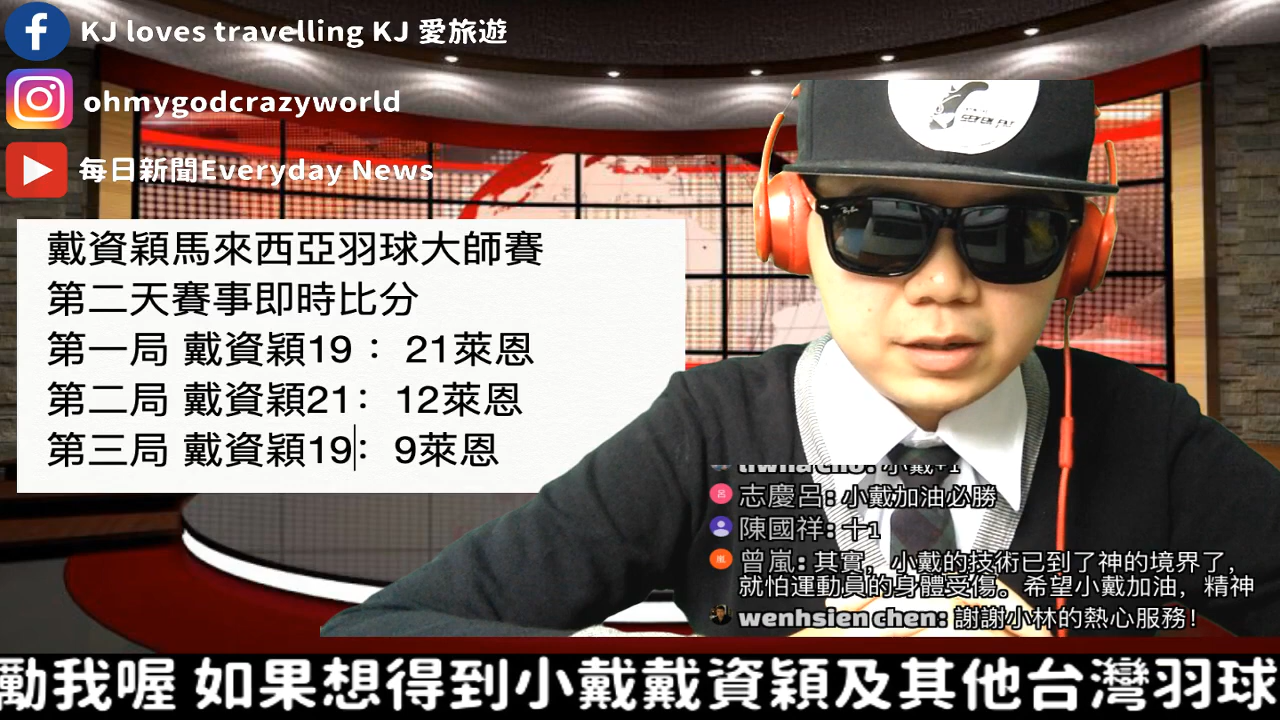 KJ loves travelling KJ 愛旅遊
ohmygodcrazyworld
每日新聞Everyday News
戴資穎馬來西亞羽球大師賽
第二天賽事即時比分
第一局 戴資穎19： 21萊恩
第二局 戴資穎21：12萊恩
第三局 戴資穎19：9萊恩
Ray-Ban
志慶呂: 小戴加油必勝
陳國祥: 十1
曾嵐: 其實，小戴的技術已到了神的境界了，
就怕運動員的身體受傷。希望小戴加油，精神
wenhsien chen: 謝謝小林的熱心服務！
勵我喔 如果想得到小戴戴資穎及其他台灣羽球